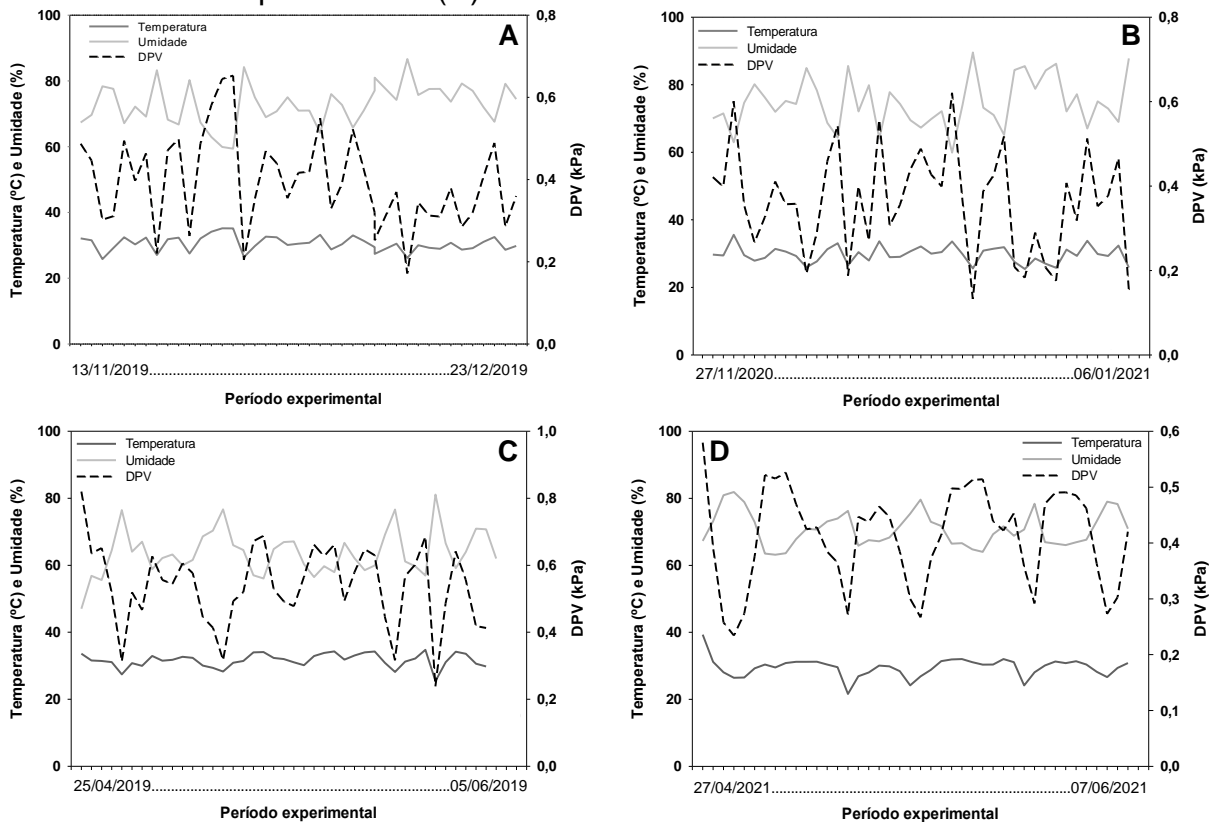 A
Temperatura
Umidade
DPV
Temperatura (ºC) e Umidade (%)
100
80
60
40
20
0
DPV (kPa)
0,8
0,6
0,4
0,2
0,0
13/11/2019 23/12/2019
Período experimental
B
Temperatura
Umidade
DPV
Temperatura (ºC) e Umidade (%)
100
80
60
40
20
0
DPV (kPa)
0,8
0,6
0,4
0,2
0,0
27/11/2020 06/01/2021
Período experimental
C
Temperatura
Umidade
DPV
Temperatura (ºC) e Umidade (%)
100
80
60
40
20
0
DPV (kPa)
1,0
0,8
0,6
0,4
0,2
0,0
25/04/2019 05/06/2019
Período experimental
D
Temperatura
Umidade
DPV
Temperatura (ºC) e Umidade (%)
100
80
60
40
20
0
DPV (kPa)
0,6
0,5
0,4
0,3
0,2
0,1
0,0
27/04/2021 07/06/2021
Período experimental